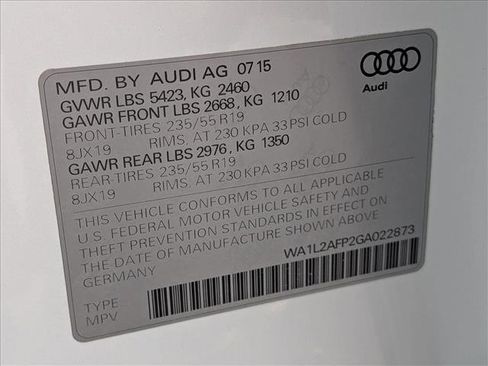 MFD. BY AUDI AG 07 15
GVWR LBS 5423, KG 2460
GAWR FRONT LBS 2668, KG 1210
FRONT-TIRES 235/55 R19
8JX19 RIMS, AT 230 KPA 33 PSI COLD
GAWR REAR LBS 2976, KG 1350
REAR-TIRES 235/55 R19
8JX19 RIMS, AT 230 KPA 33 PSI COLD
THIS VEHICLE CONFORMS TO ALL APPLICABLE
U.S. FEDERAL MOTOR VEHICLE SAFETY AND
THEFT PREVENTION STANDARDS IN EFFECT ON
THE DATE OF MANUFACTURE SHOWN ABOVE
GERMANY
WA1L2AFP2GA022873
TYPE
MPV
Audi